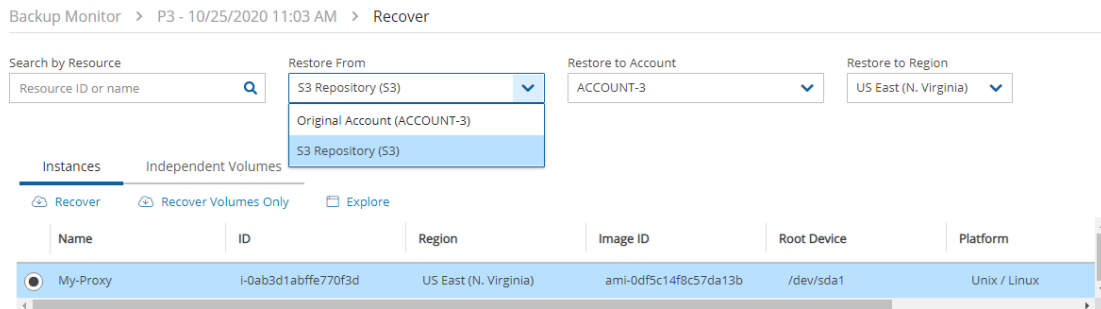 Backup Monitor > P3 - 10/25/2020 11:03 AM > Recover
Search by Resource Restore From Restore to Account Restore to Region
Resource ID or name S3 Repository (S3) ACCOUNT-3 US East (N. Virginia)
Original Account (ACCOUNT-3)
S3 Repository (S3)
Instances Independent Volumes
Recover Recover Volumes Only Explore
Name ID Region Image ID Root Device Platform
My-Proxy i-0ab3d1abffe770f3d US East (N. Virginia) ami-0df5c14f8c57da13b /dev/sda1 Unix / Linux